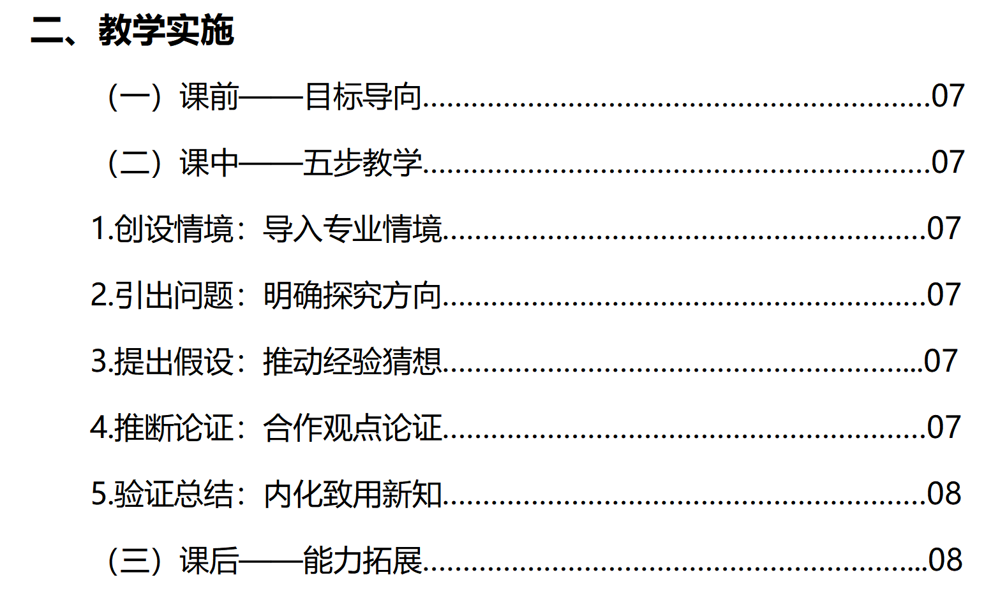 二、教学实施
（一）课前——目标导向................................................................07
（二）课中——五步教学................................................................07
1.创设情境：导入专业情境.............................................................07
2.引出问题：明确探究方向.............................................................07
3.提出假设：推动经验猜想.............................................................07
4.推断论证：合作观点论证.............................................................07
5.验证总结：内化致用新知.............................................................08
（三）课后——能力拓展................................................................08